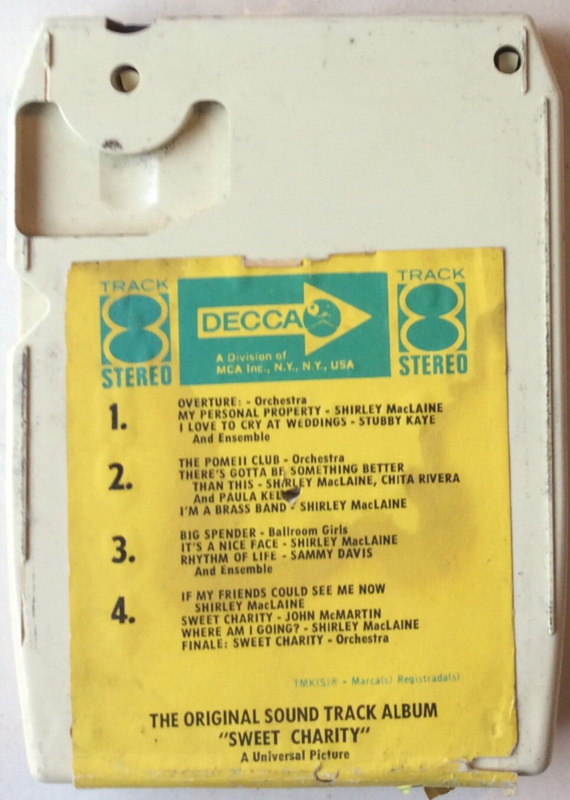 TRACK
8
STEREO
DECCA
A Division of
MCA Inc., N.Y., N.Y., USA
TRACK
8
STEREO
1.
OVERTURE: - Orchestra
MY PERSONAL PROPERTY - SHIRLEY MacLAINE
I LOVE TO CRY AT WEDDINGS - STUBBY KAYE
And Ensemble
2.
THE POMEII CLUB - Orchestra
THERE'S GOTTA BE SOMETHING BETTER
THAN THIS - SHIRLEY MacLAINE, CHITA RIVERA
And PAULA
I'M A BRASS BAND - SHIRLEY MacLAINE
3.
BIG SPENDER - Ballroom Girls
IT'S A NICE FACE - SHIRLEY MacLAINE
RHYTHM OF LIFE - SAMMY DAVIS
And Ensemble
4.
IF MY FRIENDS COULD SEE ME NOW
SHIRLEY MacLAINE
SWEET CHARITY - JOHN McMARTIN
WHERE AM I GOING? - SHIRLEY MacLAINE
FINALE: SWEET CHARITY - Orchestra
TMK(S)® - Marca(s) Registrada(s)
THE ORIGINAL SOUND TRACK ALBUM
"SWEET CHARITY"
A Universal Picture